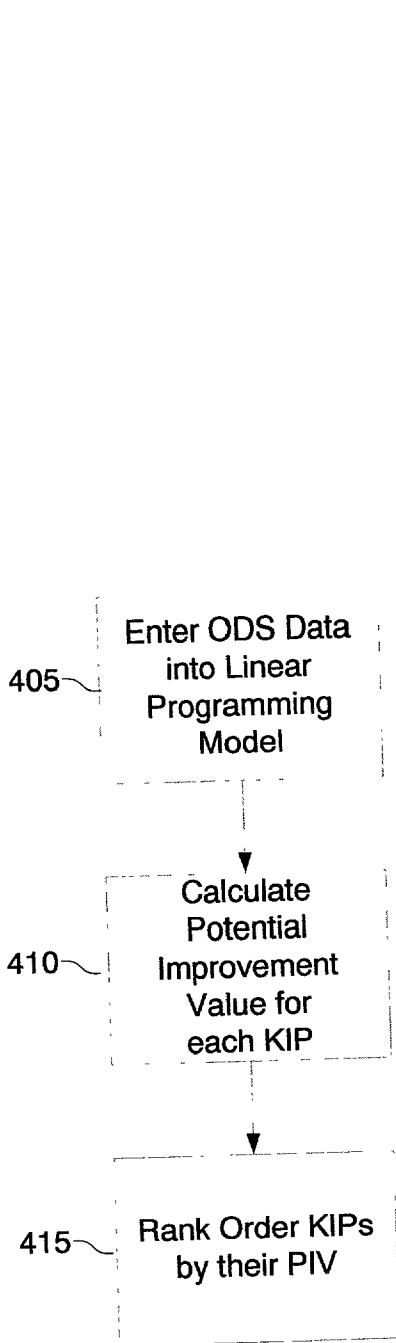 Enter ODS Data
into Linear
405
Programming
Model
Calculate
Potential
410
Improvement
Value for
each KIP
415
Rank Order KIPs
by their PIV